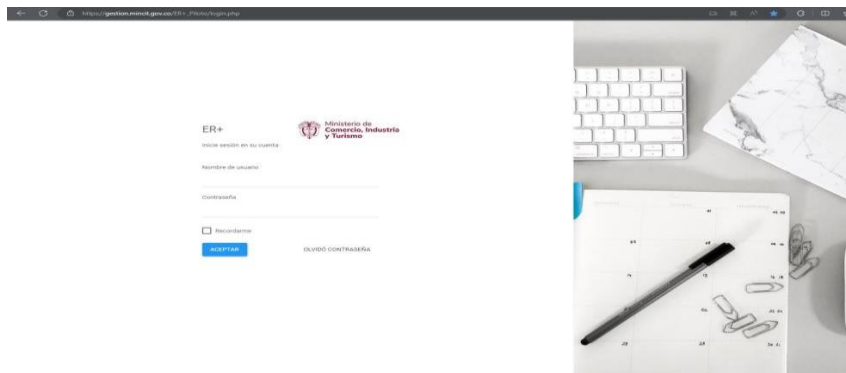 https://gestion.mincit.gov.co/ER+_Piloto/login.php
ER+
Ministerio de
Comercio, Industria
y Turismo
Inicie sesión en su cuenta
Nombre de usuario
Contraseña
Recordarme
ACEPTAR
OLVIDÓ CONTRASEÑA